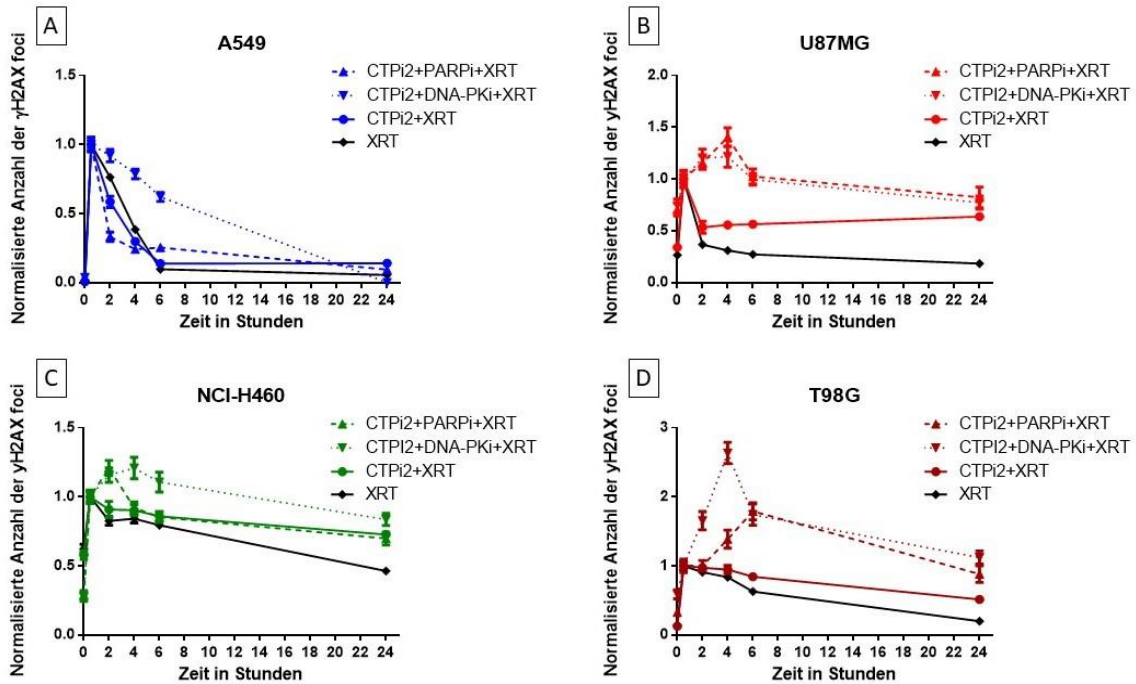 A
A549
Normalisierte Anzahl der γH2AX foci
1.5
1.0
0.5
0.0
0 2 4 6 8 10 12 14 16 18 20 22 24
Zeit in Stunden
CTPi2+PARPi+XRT
CTPi2+DNA-PKi+XRT
CTPi2+XRT
XRT
B
U87MG
Normalisierte Anzahl der yH2AX foci
2.0
1.5
1.0
0.5
0.0
0 2 4 6 8 10 12 14 16 18 20 22 24
Zeit in Stunden
CTPi2+PARPi+XRT
CTPI2+DNA-PKi+XRT
CTPi2+XRT
XRT
C
NCI-H460
Normalisierte Anzahl der yH2AX foci
1.5
1.0
0.5
0.0
0 2 4 6 8 10 12 14 16 18 20 22 24
Zeit in Stunden
CTPi2+PARPi+XRT
CTPI2+DNA-PKi+XRT
CTPi2+XRT
XRT
D
T98G
Normalisierte Anzahl der yH2AX foci
3
2
1
0
0 2 4 6 8 10 12 14 16 18 20 22 24
Zeit in Stunden
CTPi2+PARPi+XRT
CTPI2+DNA-PKi+XRT
CTPi2+XRT
XRT